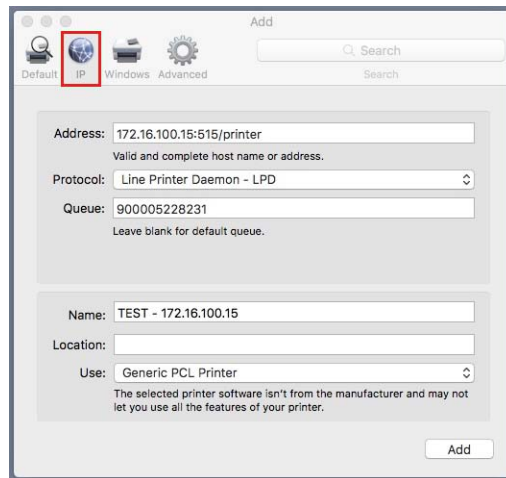 Add
Default IP Windows Advanced
Search
Search
Address: 172.16.100.15:515/printer
Valid and complete host name or address.
Protocol: Line Printer Daemon - LPD
Queue: 900005228231
Leave blank for default queue.
Name: TEST - 172.16.100.15
Location:
Use: Generic PCL Printer
The selected printer software isn't from the manufacturer and may not
let you use all the features of your printer.
Add